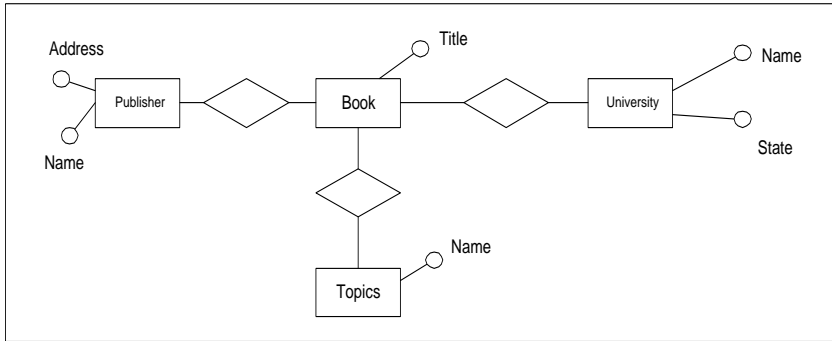 Address
Title
Name
Publisher
Book
University
Name
State
Name
Topics